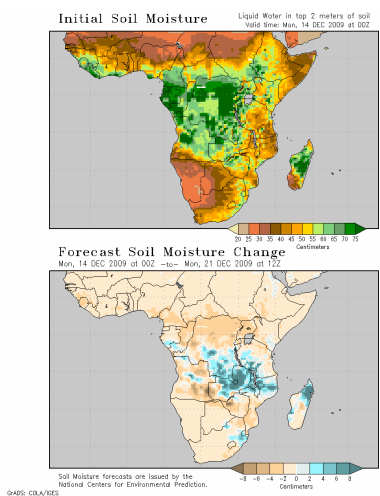 Initial Soil Moisture
Liquid Water in top 2 meters of soil
Valid time: Mon, 14 DEC 2009 at 00Z
20 25 30 35 40 45 50 55 60 65 70 75
Centimeters
Forecast Soil Moisture Change
Mon, 14 DEC 2009 at 00Z -to- Mon, 21 DEC 2009 at 12Z
Soil Moisture forecasts are issued by the
National Centers for Environmental Prediction.
-8 -6 -4 -2 0 2 4 6 8
Centimeters
GrADS: COLA/IGES